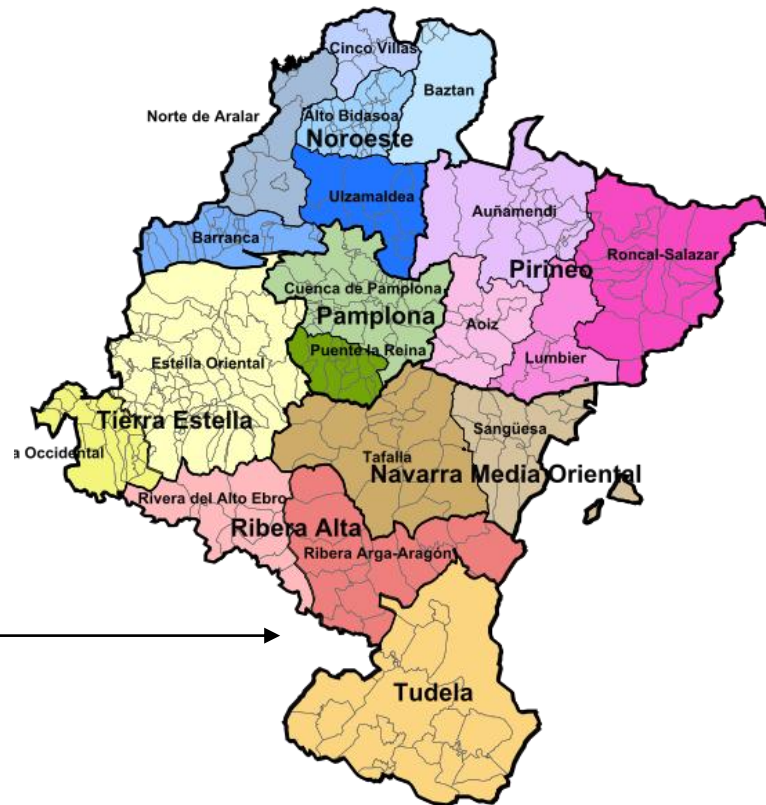 Cinco Villas
Baztan
Norte de Aralar
Alto Bidasoa
Noroeste
Ulzamaldea
Auñamendi
Barranca
Roncal-Salazar
Pirineo
Cuenca de Pamplona
Pamplona
Aoiz
Puente la Reina
Lumbier
Estella Oriental
Tierra Estella
Sangüesa
a Occidental
Tafalla
Navarra Media Oriental
Rivera del Alto Ebro
Ribera Alta
Ribera Arga-Aragón
Tudela